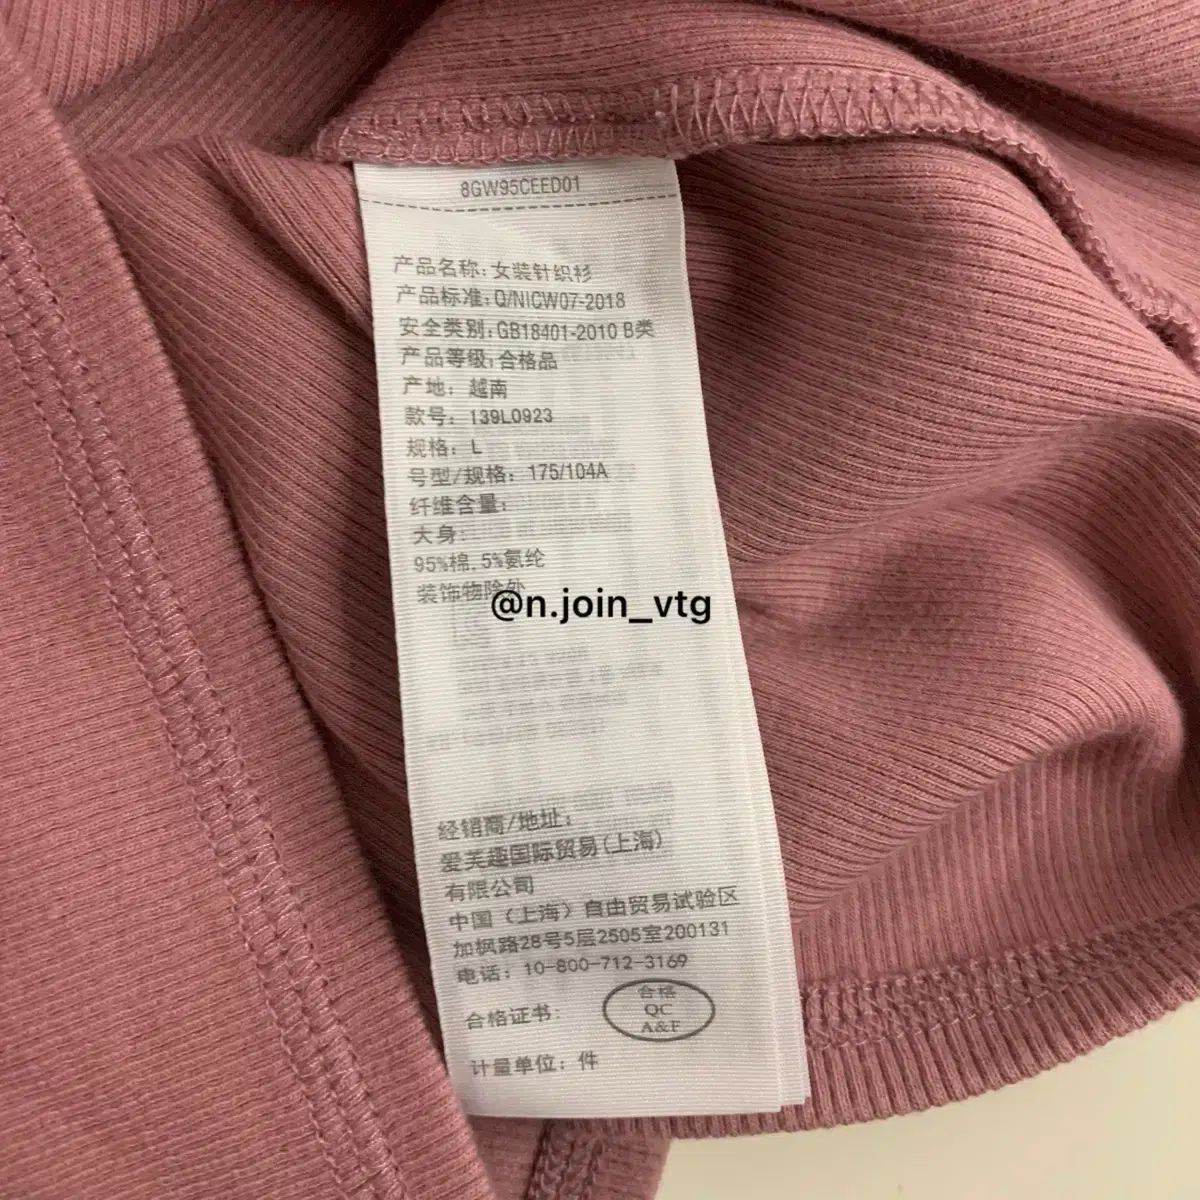 8GW95CEED01
产品名称:女装针织衫
产品标准:Q/NICW07-2018
安全类别:GB18401-2010 B类
产品等级:合格品
产地: 越南
款号: 139L0923
规格: L
号型/规格: 175/104A
纤维含量:
大身:
95%棉,5%氨纶
装饰物除外
@n.join_vtg
经销商/地址:
爱芙趣国际贸易(上海)
有限公司
中国(上海)自由贸易试验区
加枫路28号5层2505室200131
电话: 10-800-712-3169
合格证书:
合格
QC
A&F
计量单位: 件